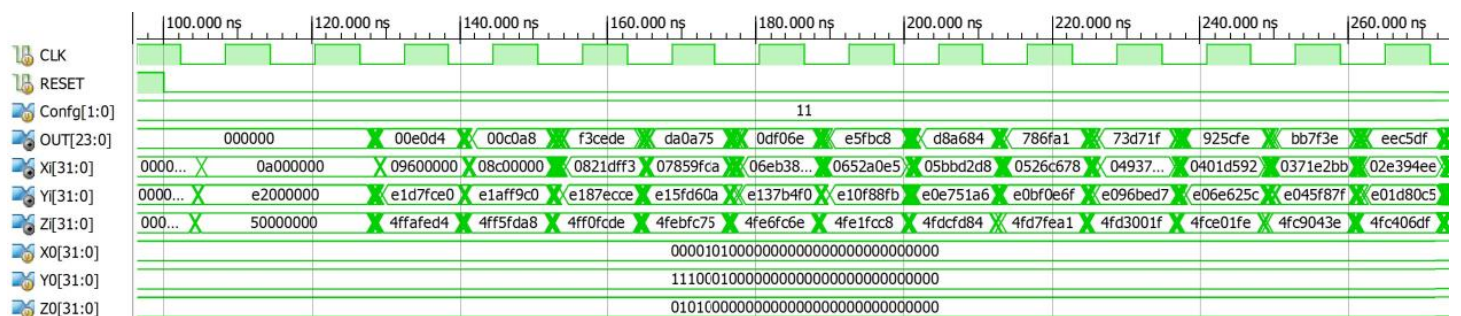 100.000 ns 120.000 ns 140.000 ns 160.000 ns 180.000 ns 200.000 ns 220.000 ns 240.000 ns 260.000 ns
CLK
RESET
Confg[1:0] 11
OUT[23:0] 000000 00e0d4 00c0a8 f3cede da0a75 0df06e e5fbc8 d8a684 786fa1 73d71f 925cfe bb7f3e eec5df
Xi[31:0] 0000... 0a000000 09600000 08c00000 0821dff3 07859fca 06eb38... 0652a0e5 05bbd2d8 0526c678 04937... 0401d592 0371e2bb 02e394ee
Yi[31:0] 0000... e2000000 e1d7fce0 e1aff9c0 e187ecce e15fd60a e137b4f0 e10f88fb e0e751a6 e0bf0e6f e096bed7 e06e625c e045f87f e01d80c5
Zi[31:0] 000... 50000000 4ffafed4 4ff5fda8 4ff0fcde 4febfc75 4fe6fc6e 4fe1fcc8 4fdcfd84 4fd7fea1 4fd3001f 4fce01fe 4fc9043e 4fc406df
X0[31:0] 00001010000000000000000000000000
Y0[31:0] 11100010000000000000000000000000
Z0[31:0] 01010000000000000000000000000000